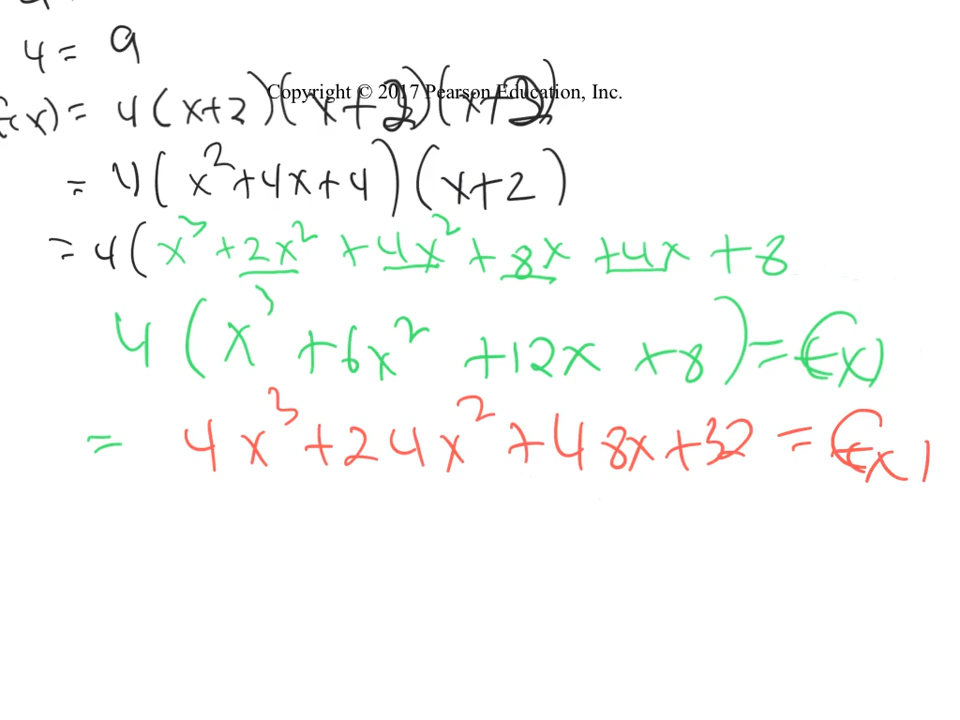 4 = a
f(x) = 4(x+2)(x+2)(x+2)
Copyright © 2017 Pearson Education, Inc.
= 4(x²+4x+4)(x+2)
= 4(x³ + 2x² + 4x² + 8x + 4x + 8
4(x³ + 6x² + 12x + 8) = f(x)
= 4x³ + 24x² + 48x + 32 = f(x)